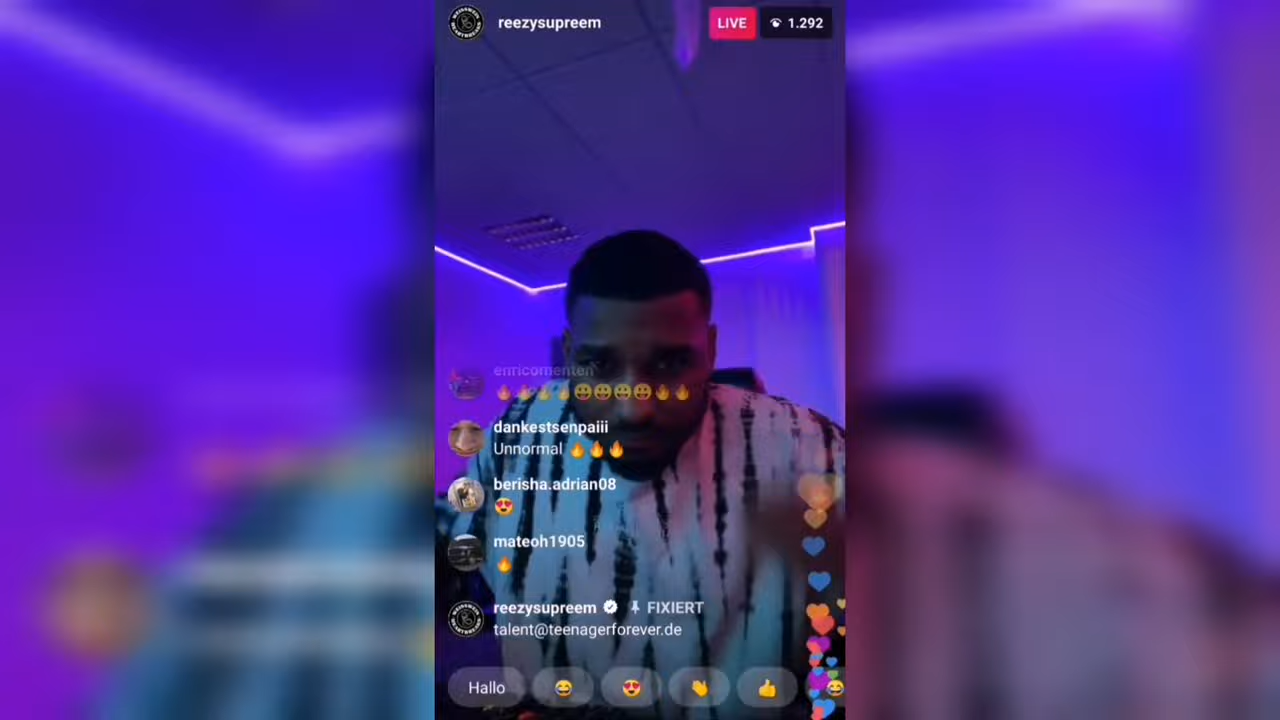 reezysupreem
LIVE 1.292
enricomenten
🔥🔥🔥🔥😛😛😛😛🔥🔥
dankestsenpaiii
Unnormal 🔥🔥🔥
berisha.adrian08
😍
mateoh1905
🔥
reezysupreem FIXIERT
talent@teenagerforever.de
Hallo 😂 😍 👏 👍 😂